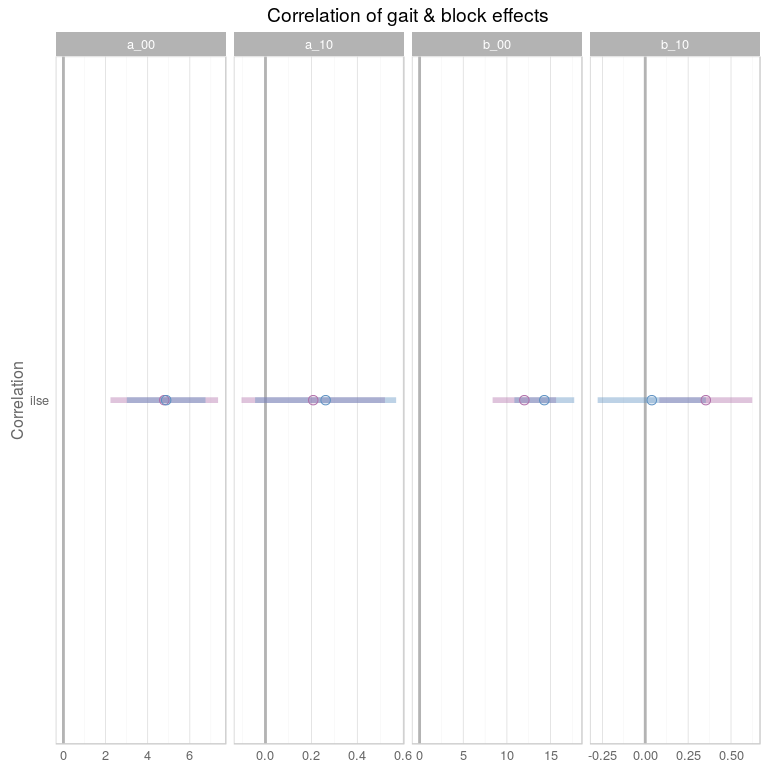 Correlation of gait & block effects
a_00 a_10 b_00 b_10
Correlation
ilse
0 2 4 6 0.0 0.2 0.4 0.6 0 5 10 15 -0.25 0.00 0.25 0.50